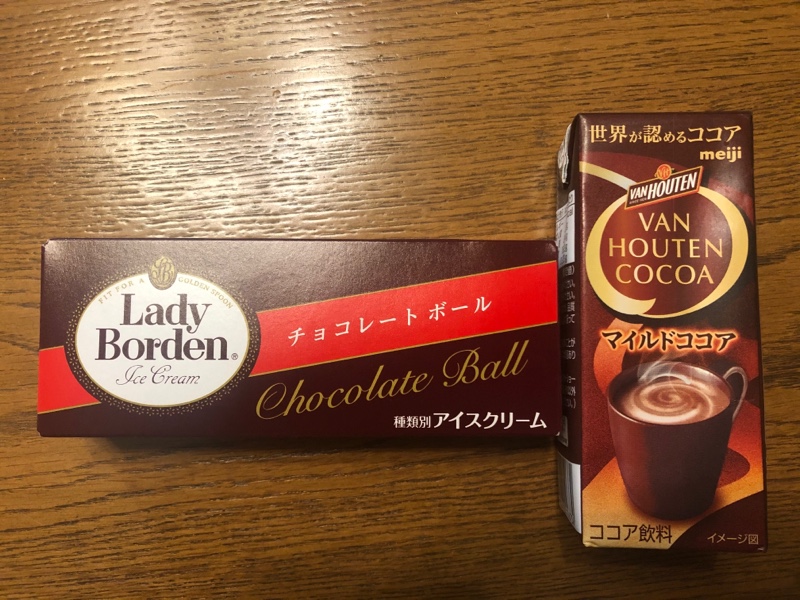 FIT FOR A GOLDEN SPOON
Lady
Borden®
Ice Cream
チョコレート ボール
Chocolate Ball
種類別 アイスクリーム
世界が認めるココア
meiji
VAN HOUTEN
VAN
HOUTEN
COCOA
マイルドココア
ココア飲料
イメージ図